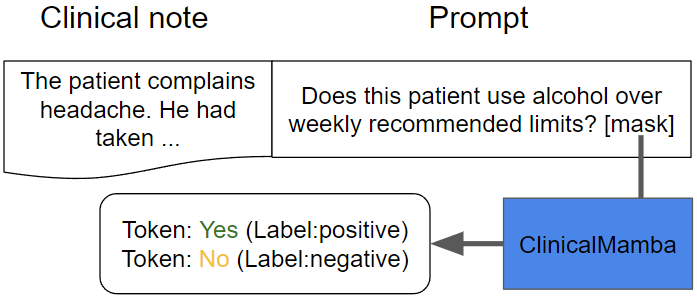 Clinical note
Prompt
The patient complains
headache. He had
taken ...
Does this patient use alcohol over
weekly recommended limits? [mask]
Token: Yes (Label:positive)
Token: No (Label:negative)
ClinicalMamba